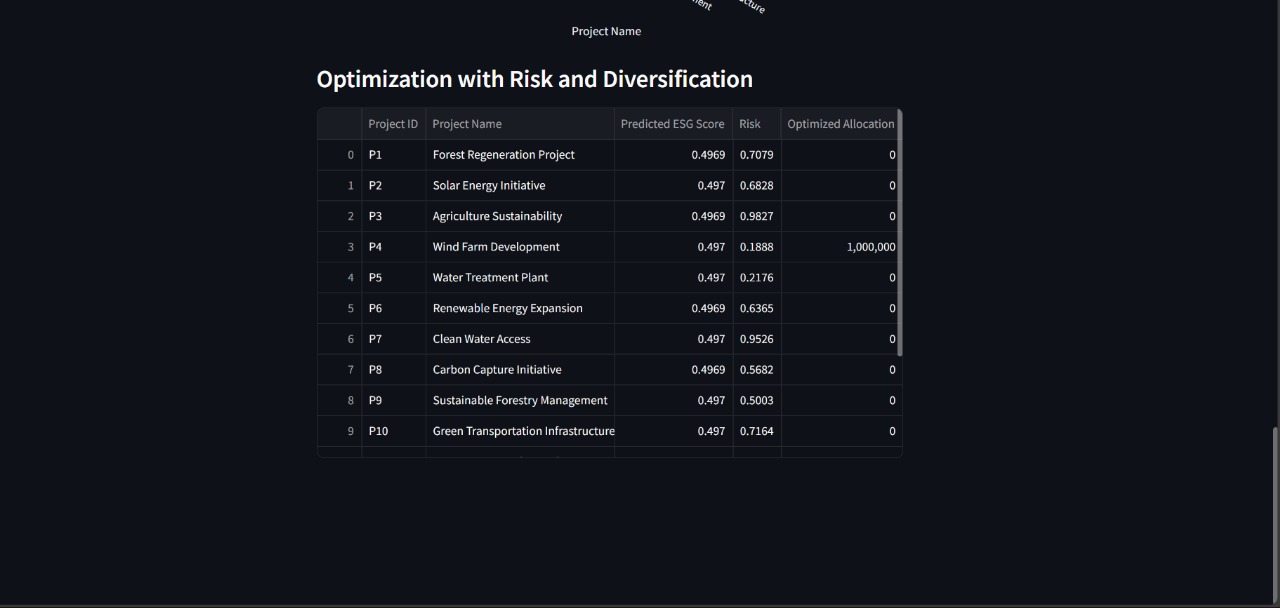 Project Name
Optimization with Risk and Diversification
Project ID Project Name Predicted ESG Score Risk Optimized Allocation
0 P1 Forest Regeneration Project 0.4969 0.7079 0
1 P2 Solar Energy Initiative 0.497 0.6828 0
2 P3 Agriculture Sustainability 0.4969 0.9827 0
3 P4 Wind Farm Development 0.497 0.1888 1,000,000
4 P5 Water Treatment Plant 0.497 0.2176 0
5 P6 Renewable Energy Expansion 0.4969 0.6365 0
6 P7 Clean Water Access 0.497 0.9526 0
7 P8 Carbon Capture Initiative 0.4969 0.5682 0
8 P9 Sustainable Forestry Management 0.497 0.5003 0
9 P10 Green Transportation Infrastructure 0.497 0.7164 0